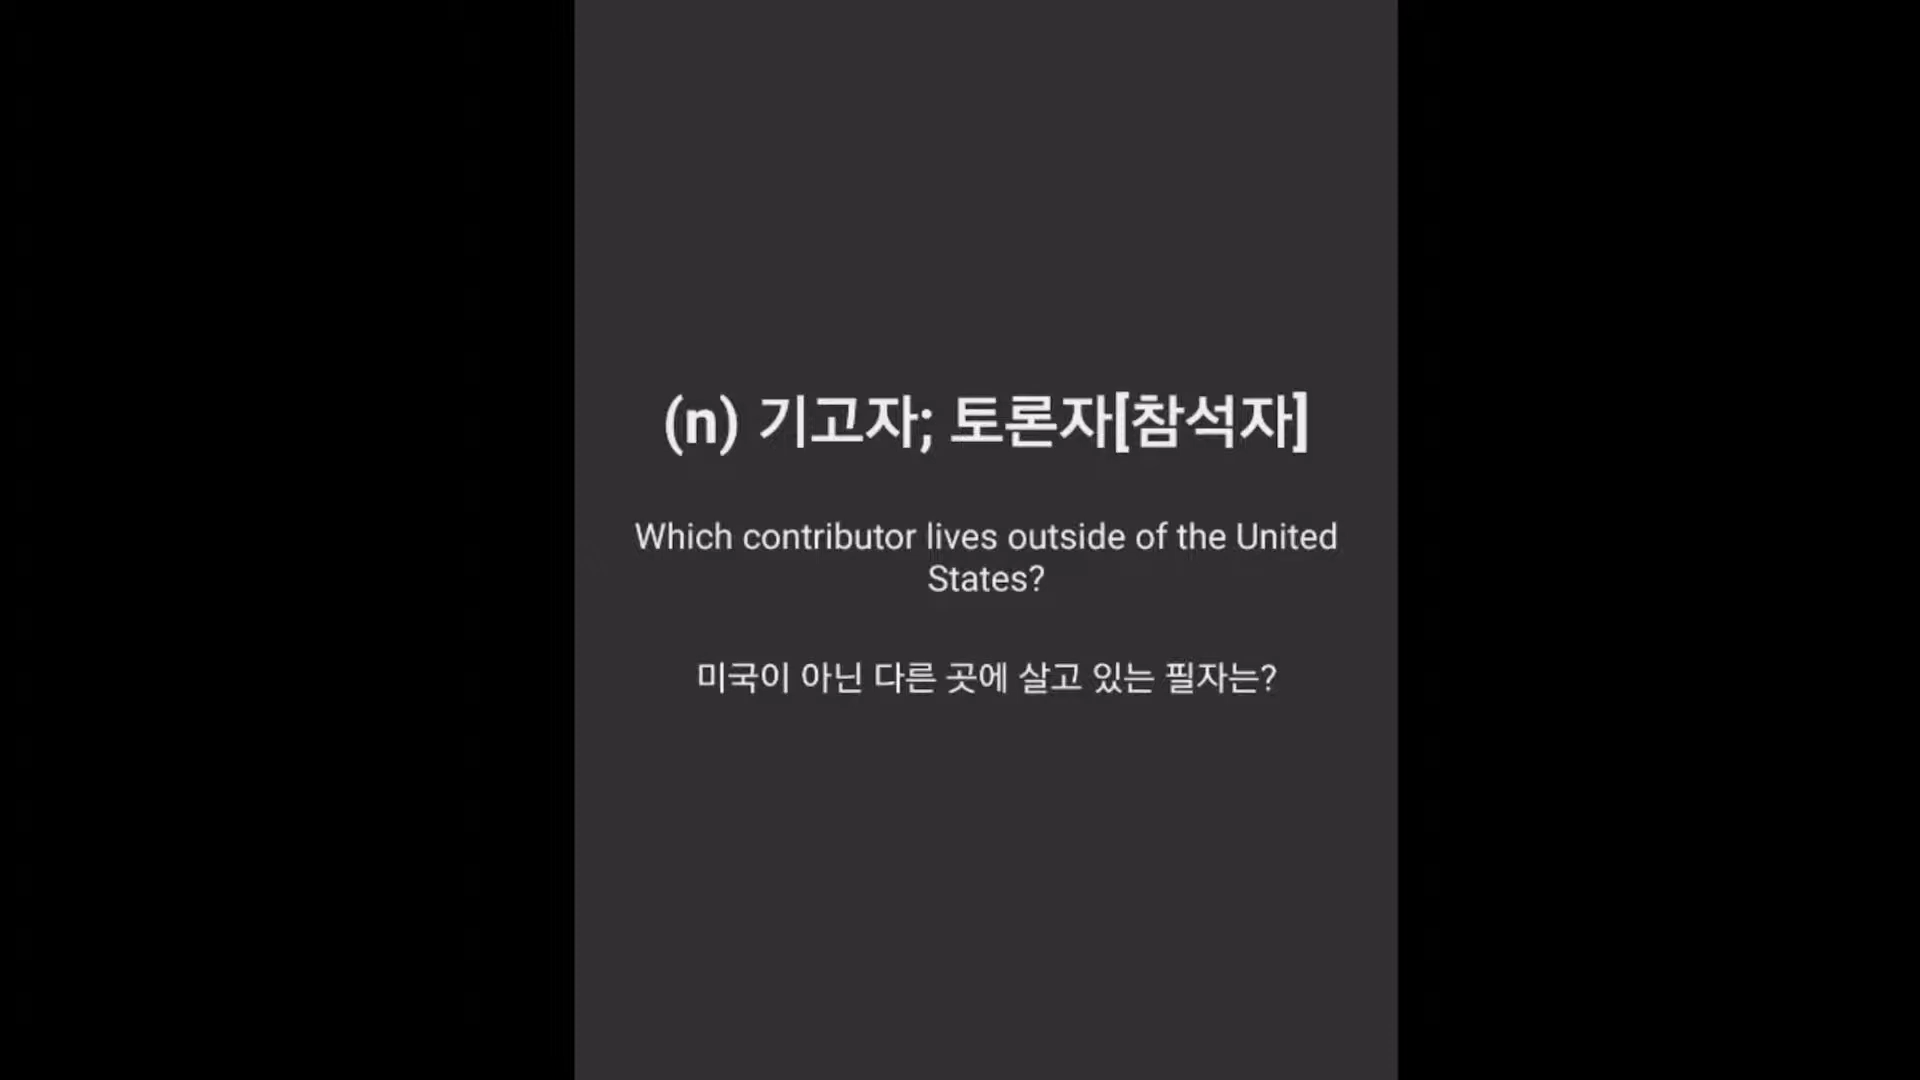 (n) 기고자; 토론자[참석자]
Which contributor lives outside of the United
States?
미국이 아닌 다른 곳에 살고 있는 필자는?